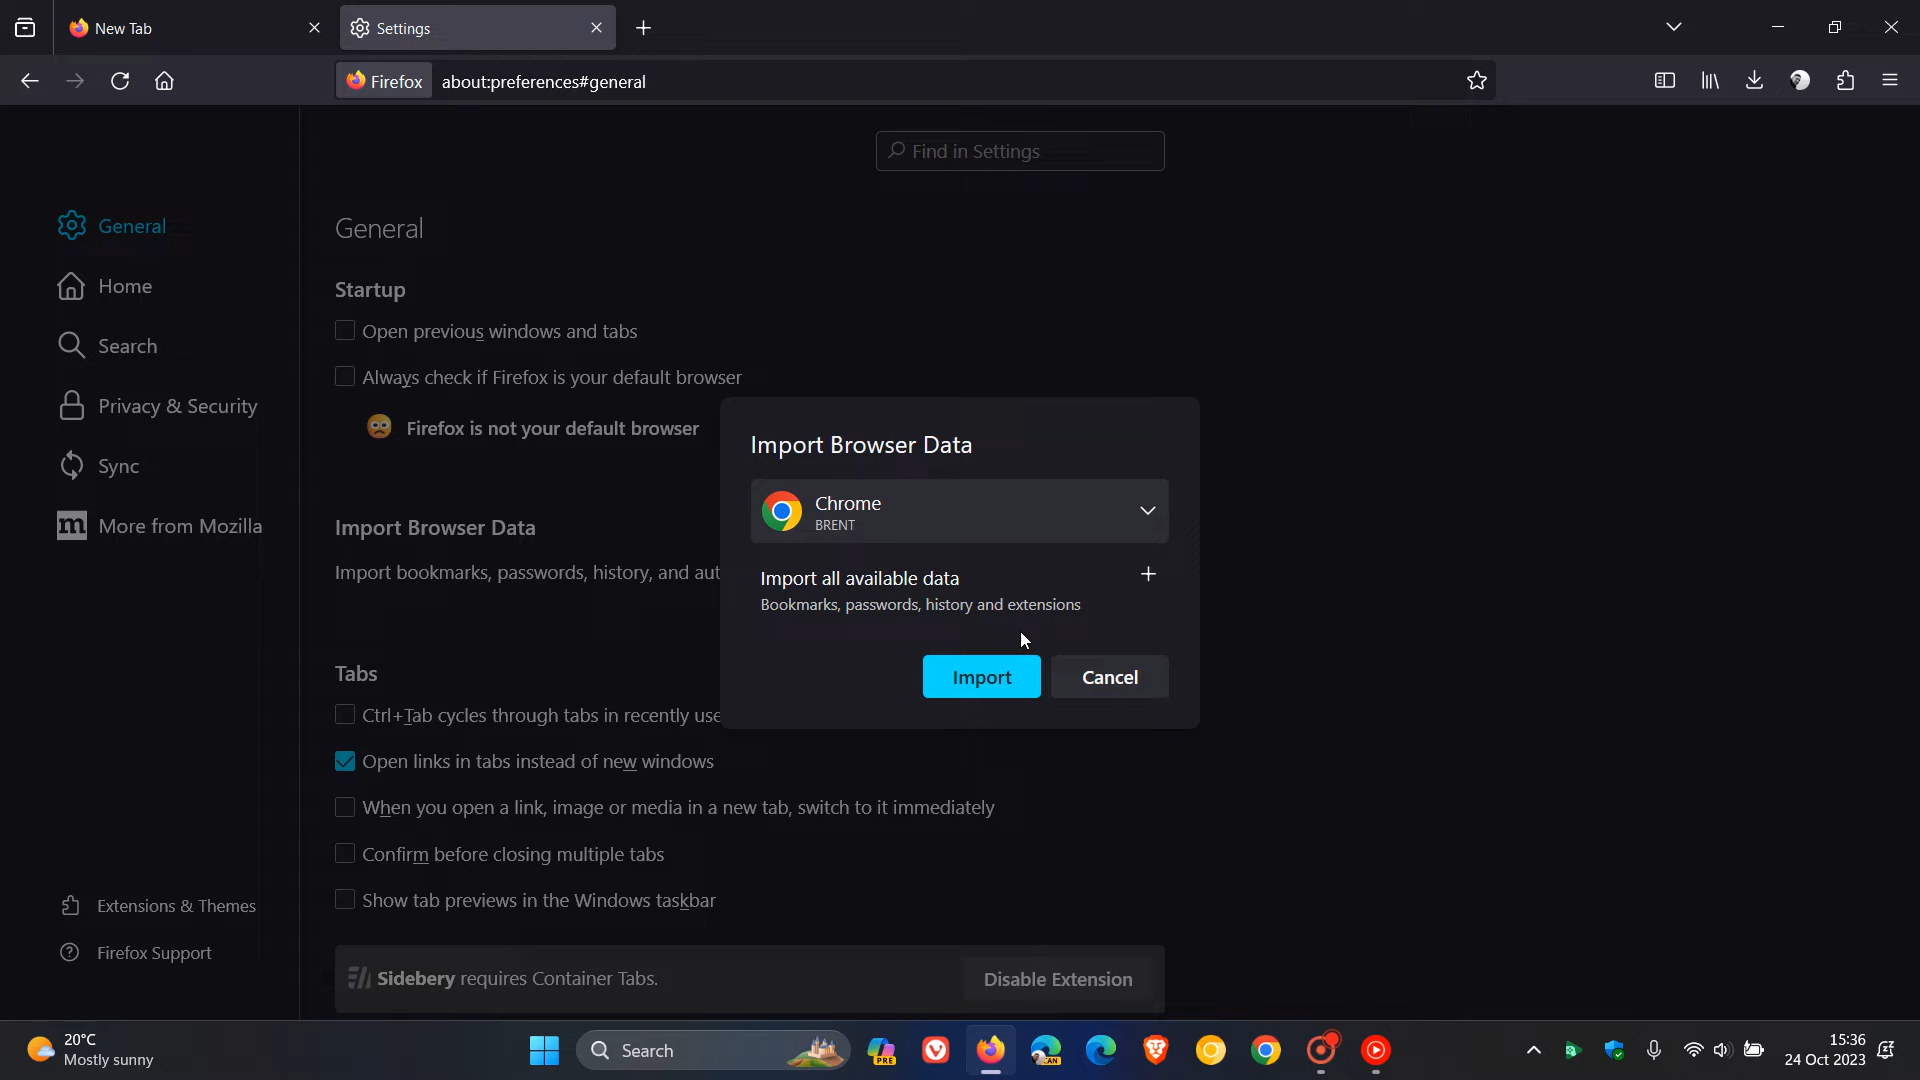 New Tab
Settings
Firefox
about:preferences#general
Find in Settings
General
Home
Search
Privacy & Security
Sync
More from Mozilla
Extensions & Themes
Firefox Support
General
Startup
Open previous windows and tabs
Always check if Firefox is your default browser
Firefox is not your default browser
Import Browser Data
Import bookmarks, passwords, history, and aut
Tabs
Ctrl+Tab cycles through tabs in recently use
Open links in tabs instead of new windows
When you open a link, image or media in a new tab, switch to it immediately
Confirm before closing multiple tabs
Show tab previews in the Windows taskbar
Sidebery requires Container Tabs.
Disable Extension
Import Browser Data
Chrome
BRENT
Import all available data
Bookmarks, passwords, history and extensions
Import
Cancel
20°C
Mostly sunny
Search
PRE
CAN
15:36
24 Oct 2023